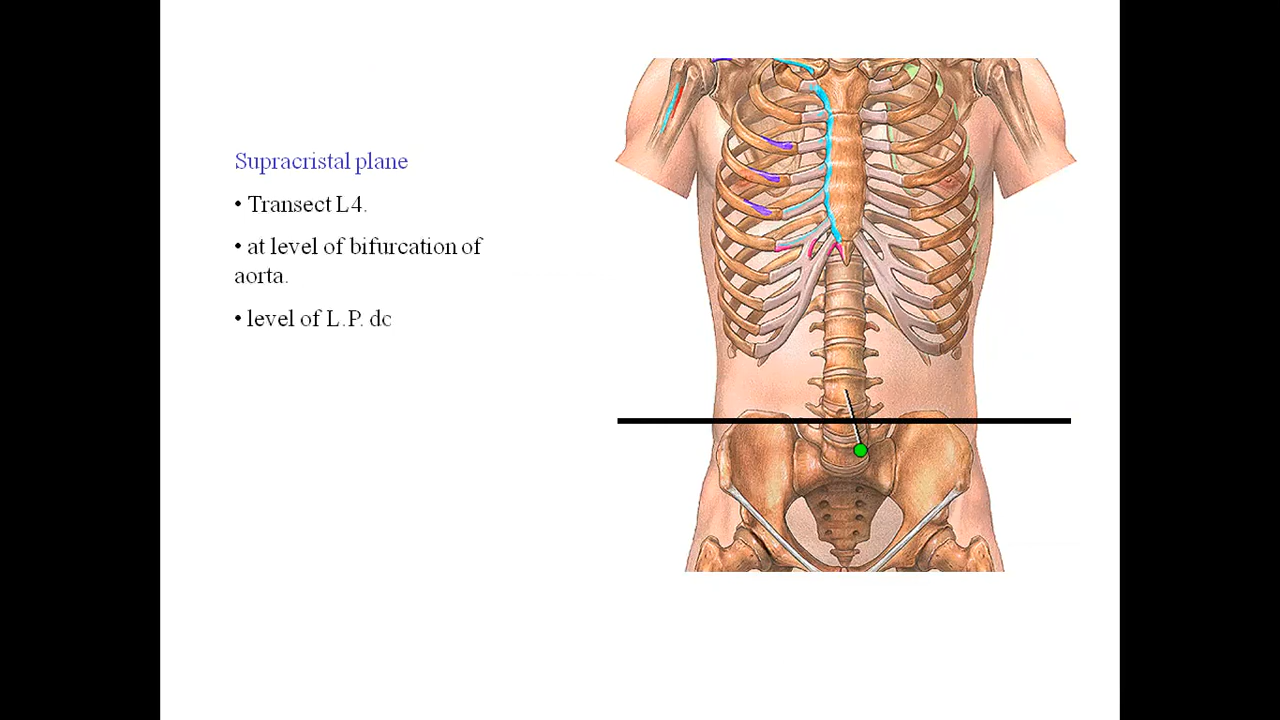 Supracristal plane
• Transect L4.
• at level of bifurcation of
aorta.
• level of L.P. dc